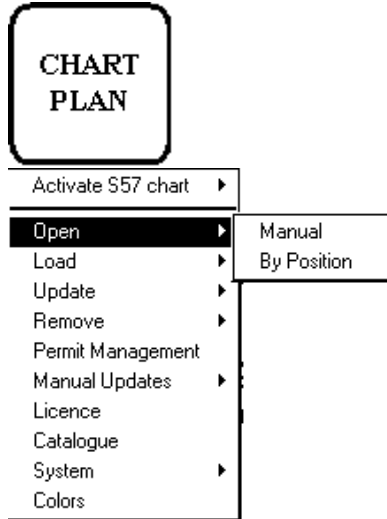 CHART
PLAN
Activate S57 chart
Open
Manual
Load
By Position
Update
Remove
Permit Management
Manual Updates
Licence
Catalogue
System
Colors